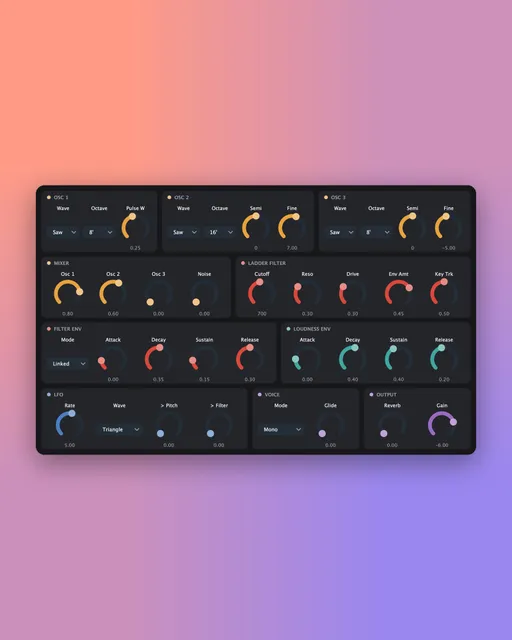 OSC 1
Wave Octave Pulse W
Saw 8'
0.25
OSC 2
Wave Octave Semi Fine
Saw 16'
0 7.00
OSC 3
Wave Octave Semi Fine
Saw 8'
0 -5.00
MIXER
Osc 1 Osc 2 Osc 3 Noise
0.80 0.60 0.00 0.00
LADDER FILTER
Cutoff Reso Drive Env Amt Key Trk
700 0.30 0.30 0.45 0.50
FILTER ENV
Mode Attack Decay Sustain Release
Linked
0.00 0.35 0.15 0.30
LOUDNESS ENV
Attack Decay Sustain Release
0.00 0.40 0.40 0.20
LFO
Rate Wave > Pitch > Filter
Triangle
5.00 0.00 0.00
VOICE
Mode Glide
Mono
0.00
OUTPUT
Reverb Gain
0.00 -6.00